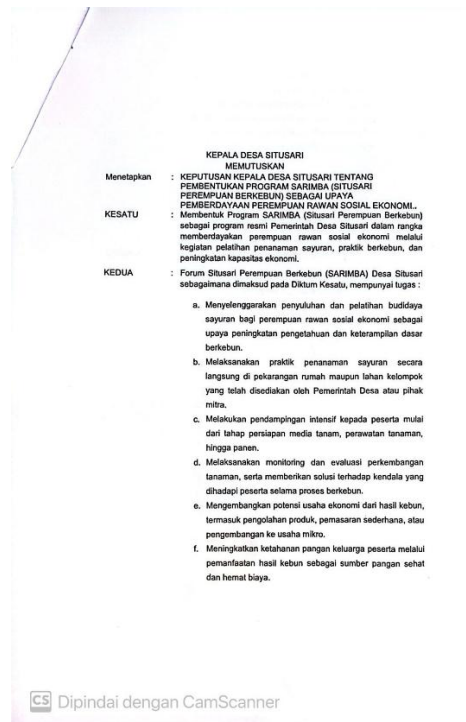 KEPALA DESA SITUSARI
MEMUTUSKAN
Menetapkan : KEPUTUSAN KEPALA DESA SITUSARI TENTANG
PEMBENTUKAN PROGRAM SARIMBA (SITUSARI
PEREMPUAN BERKEBUN) SEBAGAI UPAYA
PEMBERDAYAAN PEREMPUAN RAWAN SOSIAL EKONOMI..
KESATU : Membentuk Program SARIMBA (Situsari Perempuan Berkebun)
sebagai program resmi Pemerintah Desa Situsari dalam rangka
memberdayakan perempuan rawan sosial ekonomi melalui
kegiatan pelatihan penanaman sayuran, praktik berkebun, dan
peningkatan kapasitas ekonomi.
KEDUA : Forum Situsari Perempuan Berkebun (SARIMBA) Desa Situsari
sebagaimana dimaksud pada Diktum Kesatu, mempunyai tugas :
a. Menyelenggarakan penyuluhan dan pelatihan budidaya
sayuran bagi perempuan rawan sosial ekonomi sebagai
upaya peningkatan pengetahuan dan keterampilan dasar
berkebun.
b. Melaksanakan praktik penanaman sayuran secara
langsung di pekarangan rumah maupun lahan kelompok
yang telah disediakan oleh Pemerintah Desa atau pihak
mitra.
c. Melakukan pendampingan intensif kepada peserta mulai
dari tahap persiapan media tanam, perawatan tanaman,
hingga panen.
d. Melaksanakan monitoring dan evaluasi perkembangan
tanaman, serta memberikan solusi terhadap kendala yang
dihadapi peserta selama proses berkebun.
e. Mengembangkan potensi usaha ekonomi dari hasil kebun,
termasuk pengolahan produk, pemasaran sederhana, atau
pengembangan ke usaha mikro.
f. Meningkatkan ketahanan pangan keluarga peserta melalui
pemanfaatan hasil kebun sebagai sumber pangan sehat
dan hemat biaya.
CS Dipindai dengan CamScanner